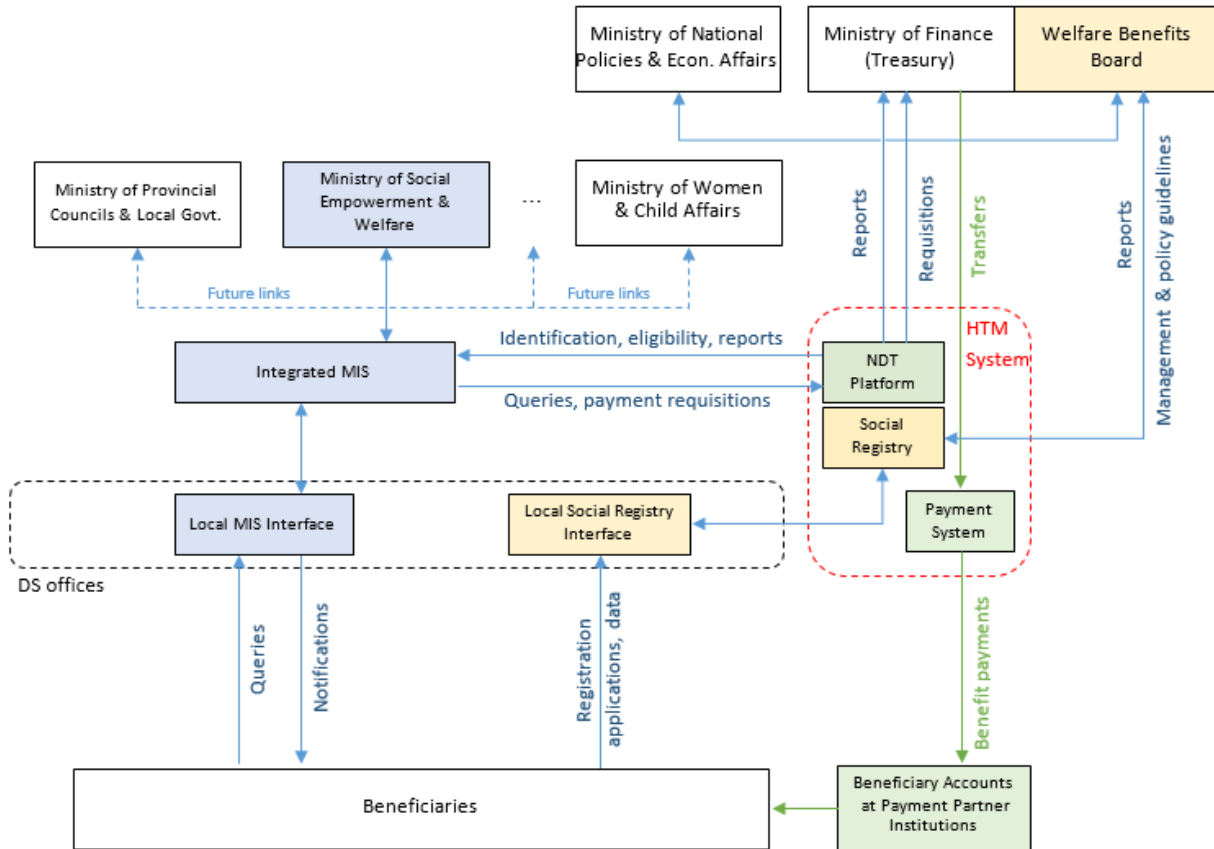 Ministry of National
Policies & Econ. Affairs
Ministry of Finance
(Treasury)
Welfare Benefits
Board
Ministry of Provincial
Councils & Local Govt.
Ministry of Social
Empowerment &
Welfare
...
Ministry of Women
& Child Affairs
Future links
Future links
Reports
Requisitions
Transfers
Reports
Management & policy guidelines
Integrated MIS
Identification, eligibility, reports
Queries, payment requisitions
HTM
System
NDT
Platform
Social
Registry
Payment
System
Local MIS Interface
Local Social Registry
Interface
DS offices
Queries
Notifications
Registration
applications, data
Benefit payments
Beneficiaries
Beneficiary Accounts
at Payment Partner
Institutions